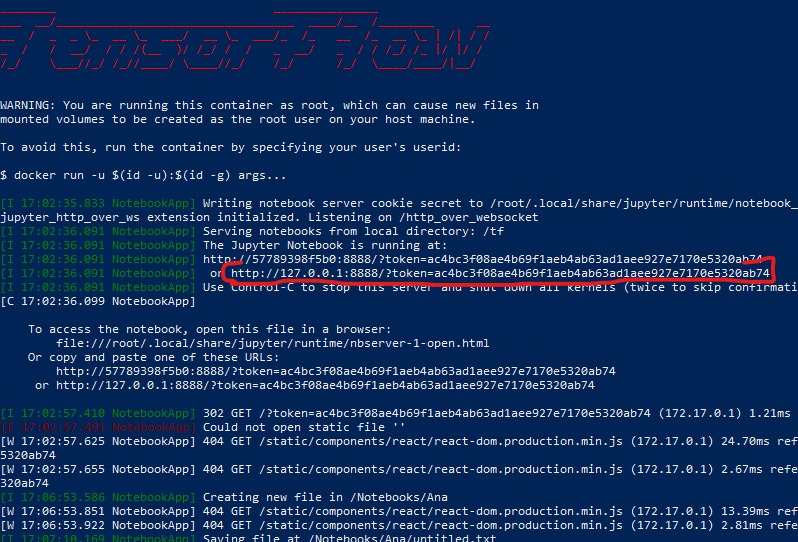 WARNING: You are running this container as root, which can cause new files in
mounted volumes to be created as the root user on your host machine.
To avoid this, run the container by specifying your user's userid:
$ docker run -u $(id -u):$(id -g) args...
[I 17:02:35.833 NotebookApp] Writing notebook server cookie secret to /root/.local/share/jupyter/runtime/notebook_
jupyter_http_over_ws extension initialized. Listening on /http_over_websocket
[I 17:02:36.091 NotebookApp] Serving notebooks from local directory: /tf
[I 17:02:36.091 NotebookApp] The Jupyter Notebook is running at:
[I 17:02:36.091 NotebookApp] http://57789398f5b0:8888/?token=ac4bc3f08ae4b69f1aeb4ab63ad1aee927e7170e5320ab74
[I 17:02:36.091 NotebookApp]  or http://127.0.0.1:8888/?token=ac4bc3f08ae4b69f1aeb4ab63ad1aee927e7170e5320ab74
[I 17:02:36.091 NotebookApp] Use Control-C to stop this server and shut down all kernels (twice to skip confirmati
[C 17:02:36.099 NotebookApp]
To access the notebook, open this file in a browser:
file:///root/.local/share/jupyter/runtime/nbserver-1-open.html
Or copy and paste one of these URLs:
http://57789398f5b0:8888/?token=ac4bc3f08ae4b69f1aeb4ab63ad1aee927e7170e5320ab74
or http://127.0.0.1:8888/?token=ac4bc3f08ae4b69f1aeb4ab63ad1aee927e7170e5320ab74
[I 17:02:57.410 NotebookApp] 302 GET /?token=ac4bc3f08ae4b69f1aeb4ab63ad1aee927e7170e5320ab74 (172.17.0.1) 1.21ms
[E 17:02:57.491 NotebookApp] Could not open static file ''
[W 17:02:57.625 NotebookApp] 404 GET /static/components/react/react-dom.production.min.js (172.17.0.1) 24.70ms refe
5320ab74
[W 17:02:57.655 NotebookApp] 404 GET /static/components/react/react-dom.production.min.js (172.17.0.1) 2.67ms refe
320ab74
[I 17:06:53.586 NotebookApp] Creating new file in /Notebooks/Ana
[W 17:06:53.851 NotebookApp] 404 GET /static/components/react/react-dom.production.min.js (172.17.0.1) 13.39ms refe
[W 17:06:53.922 NotebookApp] 404 GET /static/components/react/react-dom.production.min.js (172.17.0.1) 2.81ms refe
[I 17:07:10.169 NotebookApp] Saving file at /Notebooks/Ana/untitled.txt